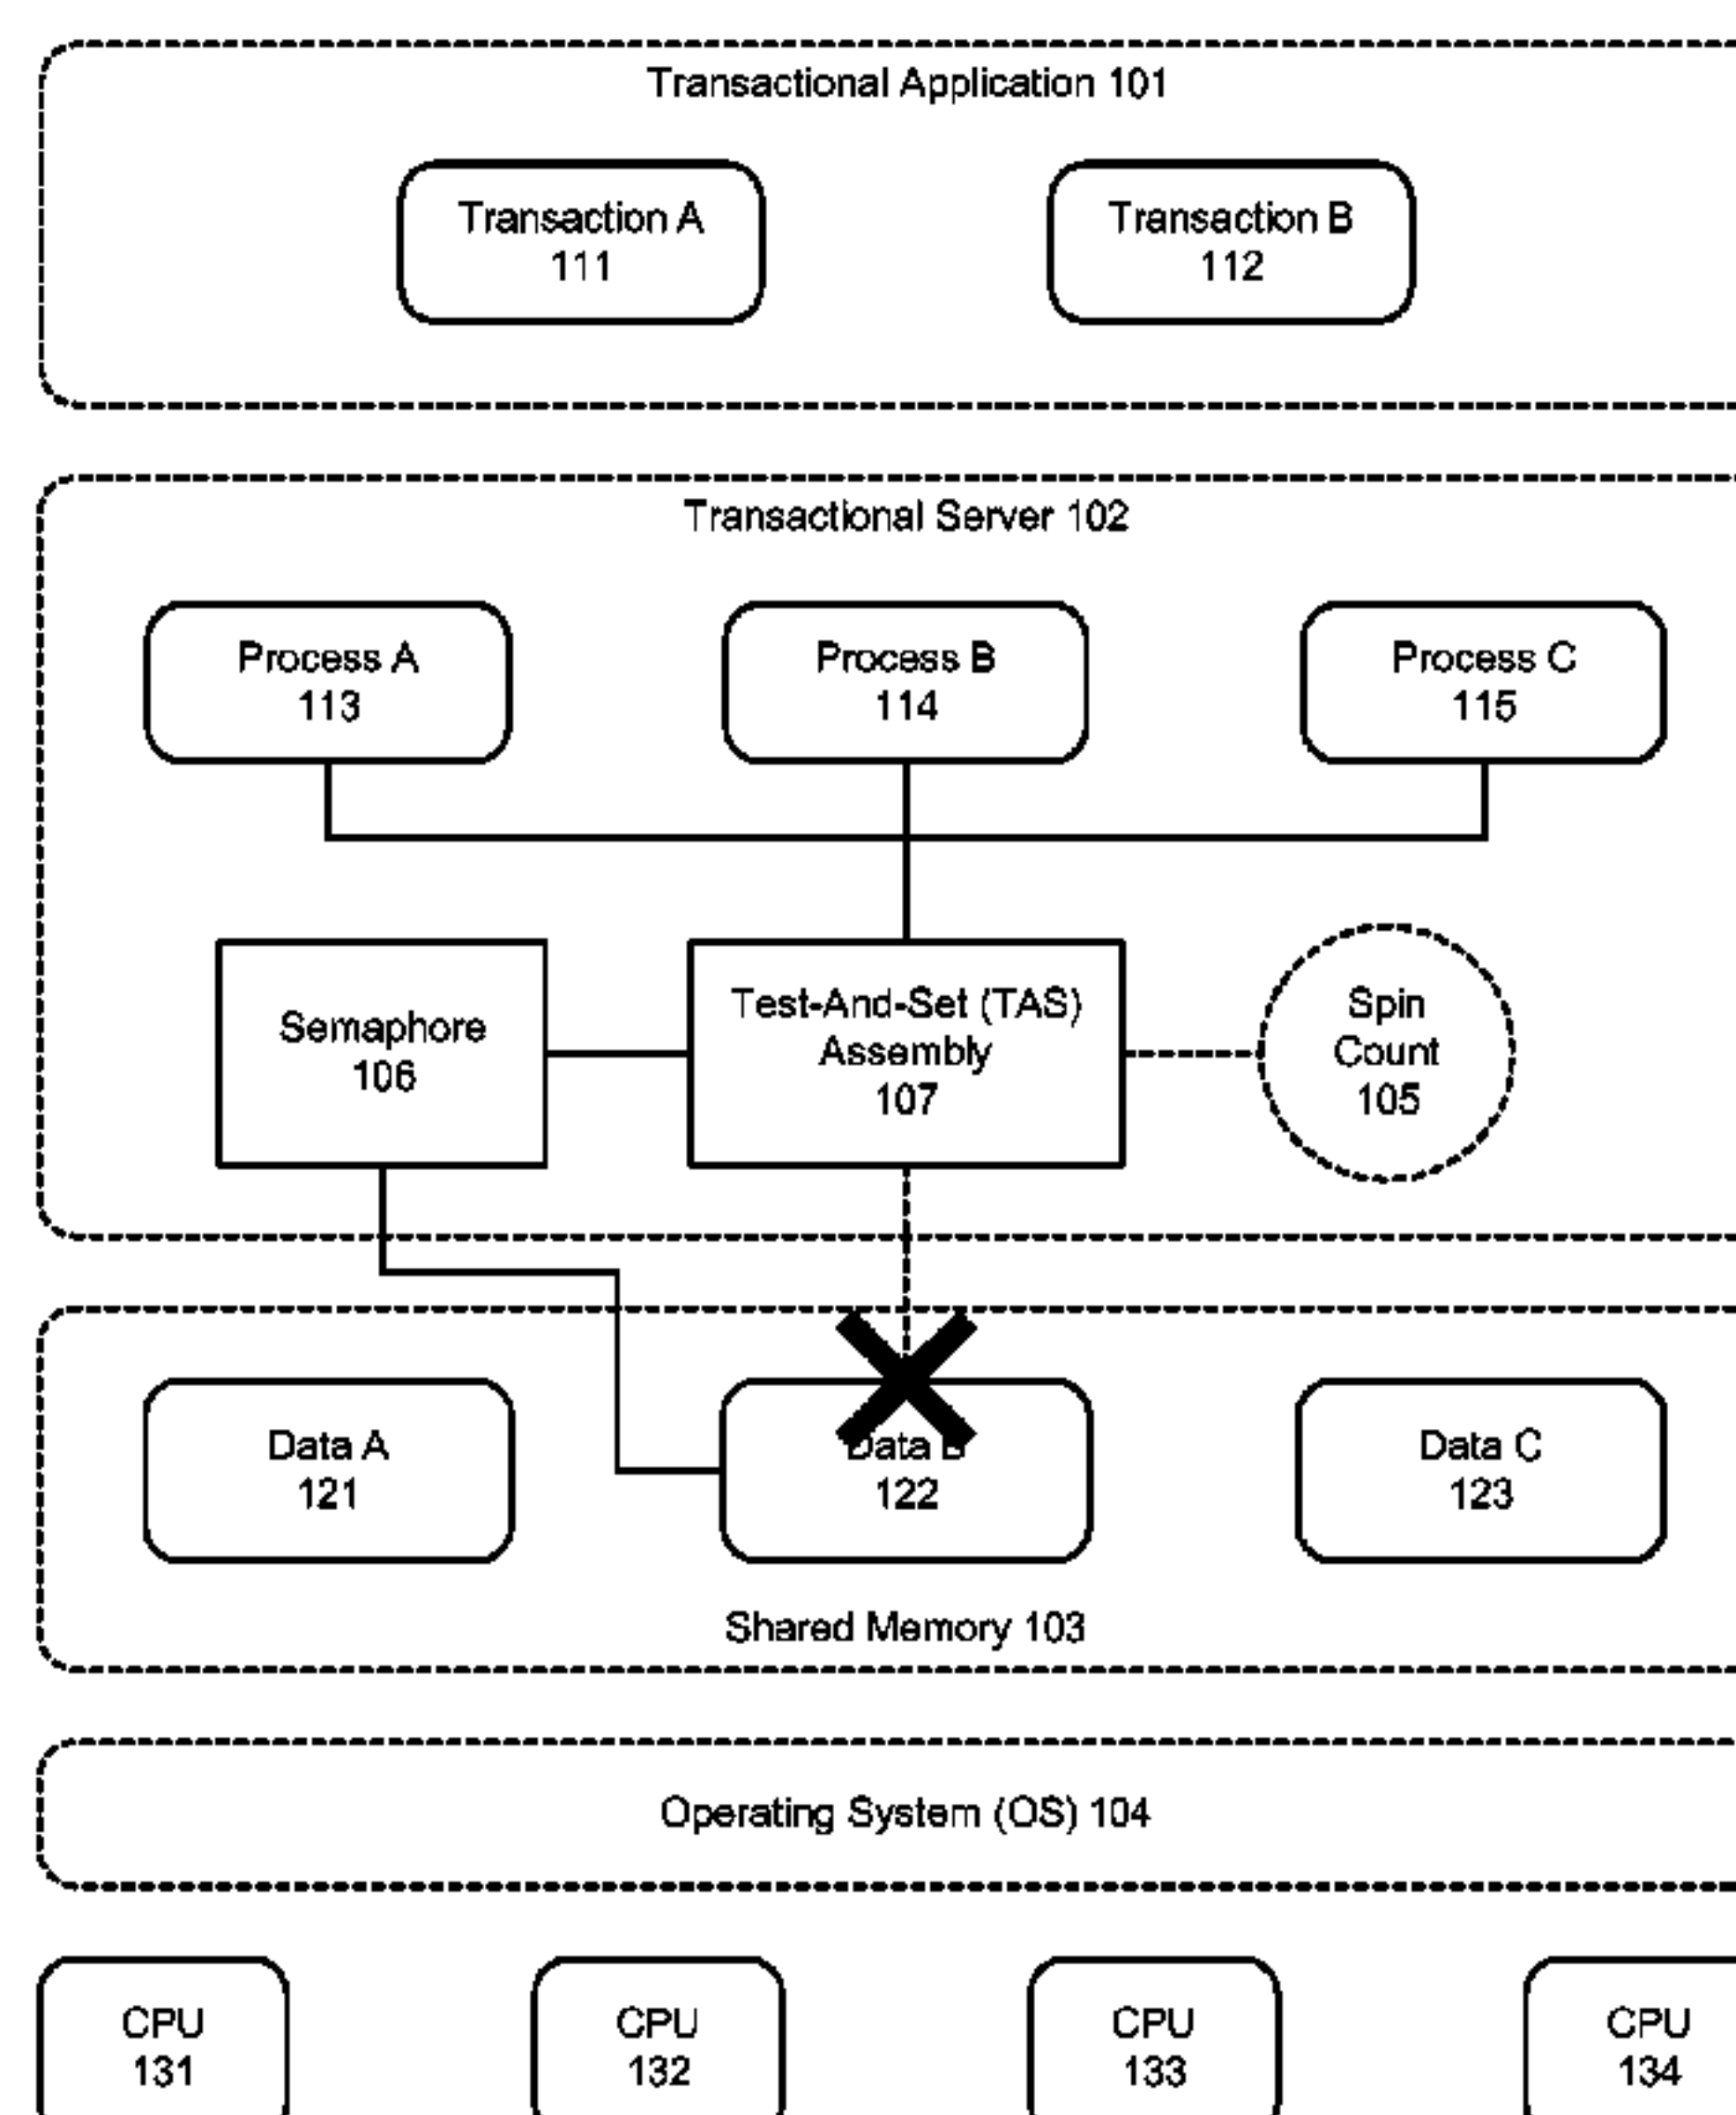 Transactional Application 101
Transaction A
111
Transaction B
112
Transactional Server 102
Process A
113
Process B
114
Process C
115
Semaphore
106
Test-And-Set (TAS)
Assembly
107
Spin
Count
105
Data A
121
Data B
122
Data C
123
Shared Memory 103
Operating System (OS) 104
CPU
131
CPU
132
CPU
133
CPU
134